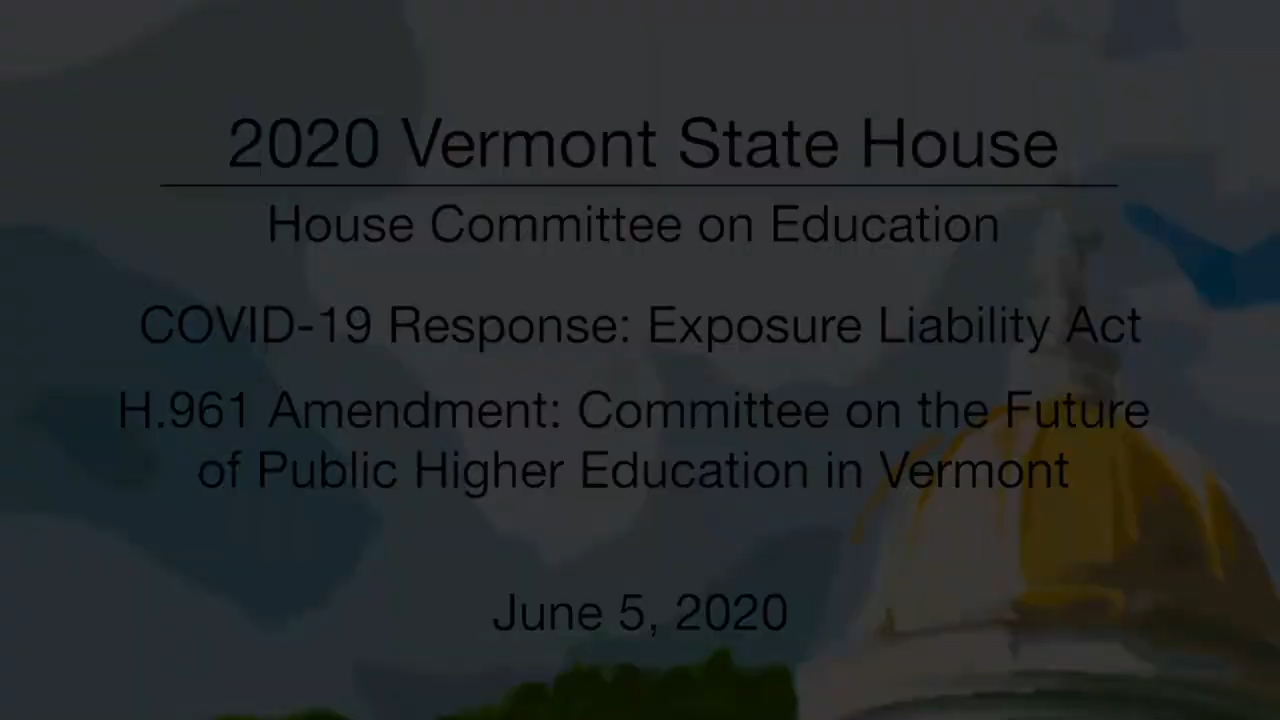 2020 Vermont State House
House Committee on Education
COVID-19 Response: Exposure Liability Act
H.961 Amendment: Committee on the Future
of Public Higher Education in Vermont
June 5, 2020